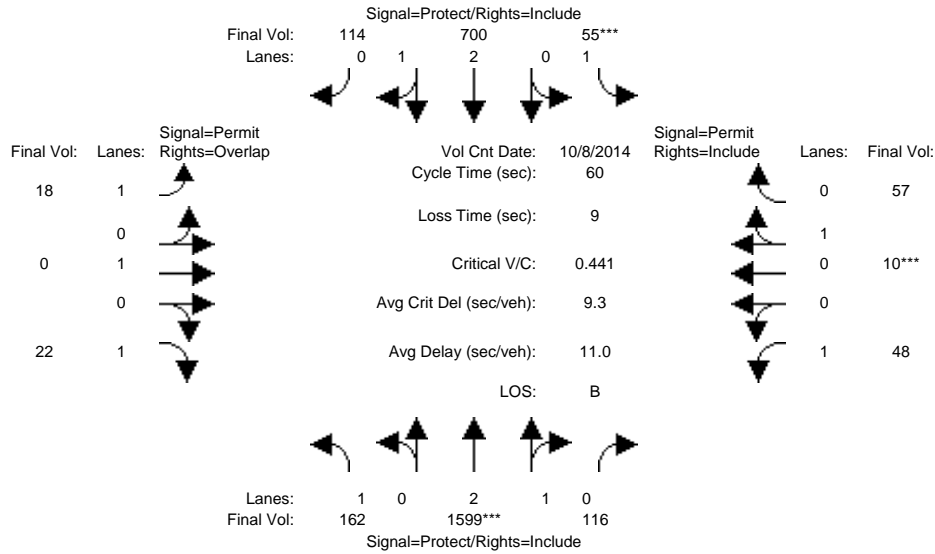 Signal=Protect/Rights=Include
Final Vol: 114 700 55***
Lanes: 0 1 2 0 1
Signal=Permit Signal=Permit
Final Vol: Lanes: Rights=Overlap Vol Cnt Date: 10/8/2014 Rights=Include Lanes: Final Vol:
Cycle Time (sec): 60
18 1 0 57
Loss Time (sec): 9
0 1
0 1 Critical V/C: 0.441 0 10***
0 Avg Crit Del (sec/veh): 9.3 0
22 1 Avg Delay (sec/veh): 11.0 1 48
LOS: B
Lanes: 1 0 2 1 0
Final Vol: 162 1599*** 116
Signal=Protect/Rights=Include